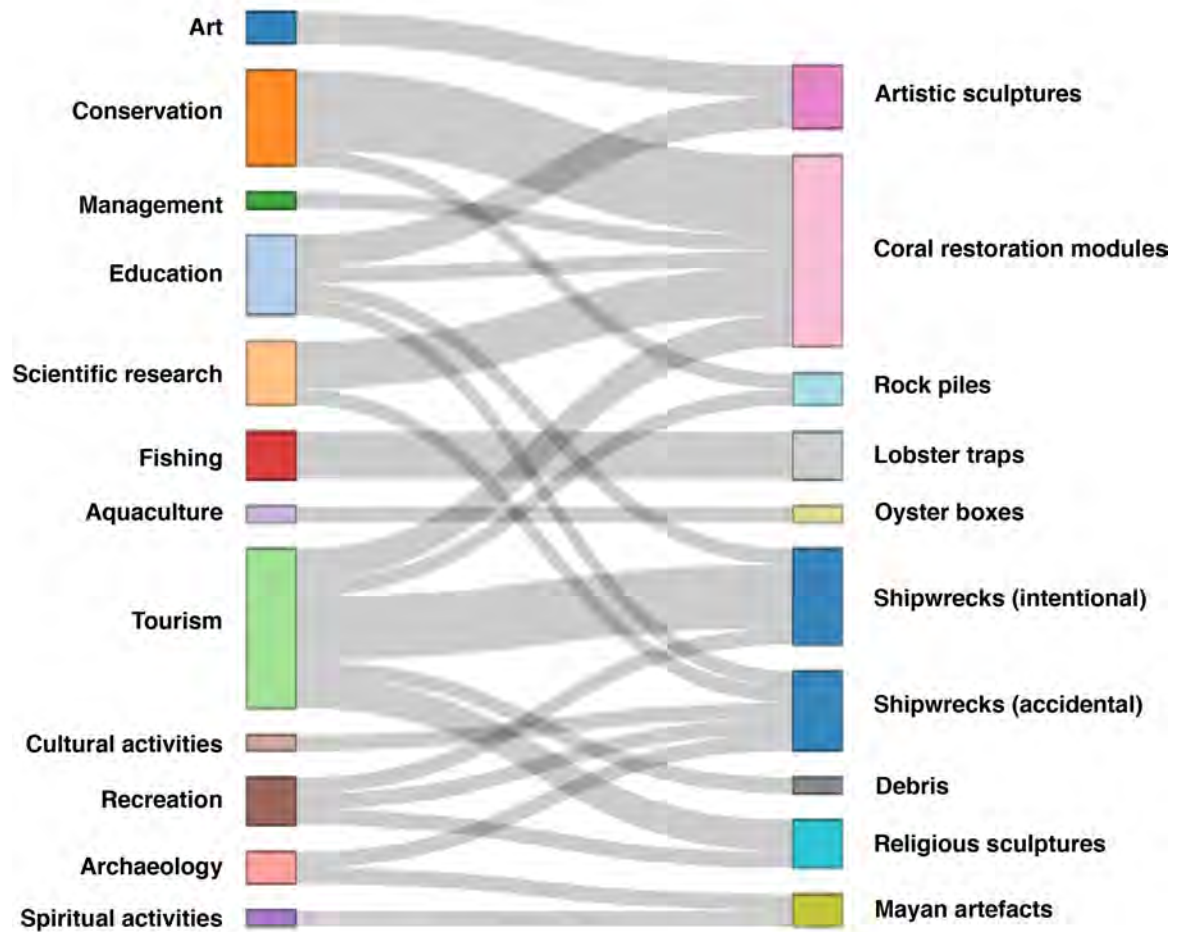 Art
Conservation
Management
Education
Scientific research
Fishing
Aquaculture
Tourism
Cultural activities
Recreation
Archaeology
Spiritual activities
Artistic sculptures
Coral restoration modules
Rock piles
Lobster traps
Oyster boxes
Shipwrecks (intentional)
Shipwrecks (accidental)
Debris
Religious sculptures
Mayan artefacts